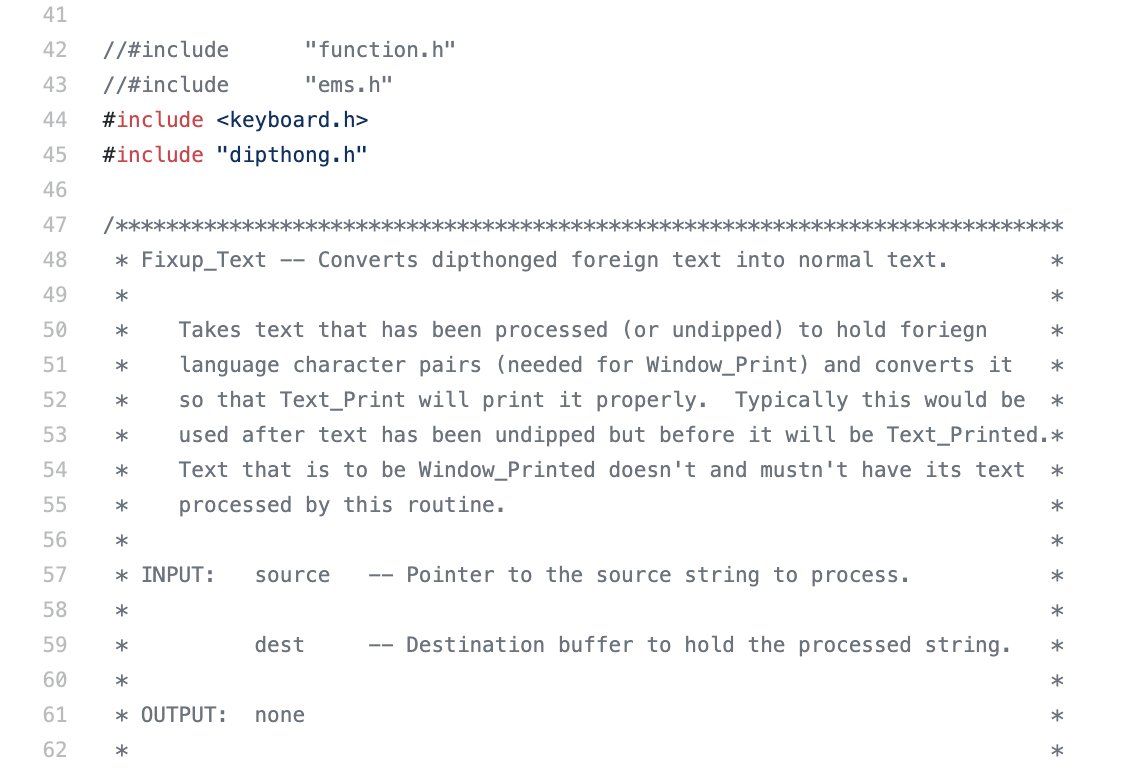 41
42 //#include      "function.h"
43 //#include      "ems.h"
44 #include <keyboard.h>
45 #include "dipthong.h"
46
47 /***************************************************************************
48  * Fixup_Text -- Converts dipthonged foreign text into normal text.        *
49  *                                                                         *
50  *    Takes text that has been processed (or undipped) to hold foriegn     *
51  *    language character pairs (needed for Window_Print) and converts it   *
52  *    so that Text_Print will print it properly.  Typically this would be  *
53  *    used after text has been undipped but before it will be Text_Printed.*
54  *    Text that is to be Window_Printed doesn't and mustn't have its text  *
55  *    processed by this routine.                                           *
56  *                                                                         *
57  * INPUT:   source   -- Pointer to the source string to process.           *
58  *                                                                         *
59  *          dest     -- Destination buffer to hold the processed string.   *
60  *                                                                         *
61  * OUTPUT:  none                                                           *
62  *                                                                         *